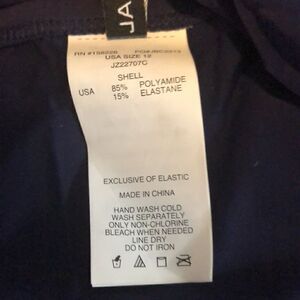 JA
RN #158226
USA SIZE 12
JZ22707C
SHELL
USA 85% POLYAMIDE
15% ELASTANE
EXCLUSIVE OF ELASTIC
MADE IN CHINA
HAND WASH COLD
WASH SEPARATELY
ONLY NON-CHLORINE
BLEACH WHEN NEEDED
LINE DRY
DO NOT IRON